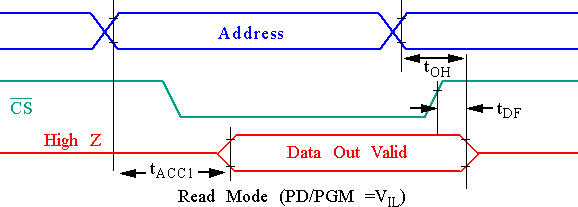 Address
tOH
CS
tDF
High Z
Data Out Valid
tACC1
Read Mode (PD/PGM =VIL)